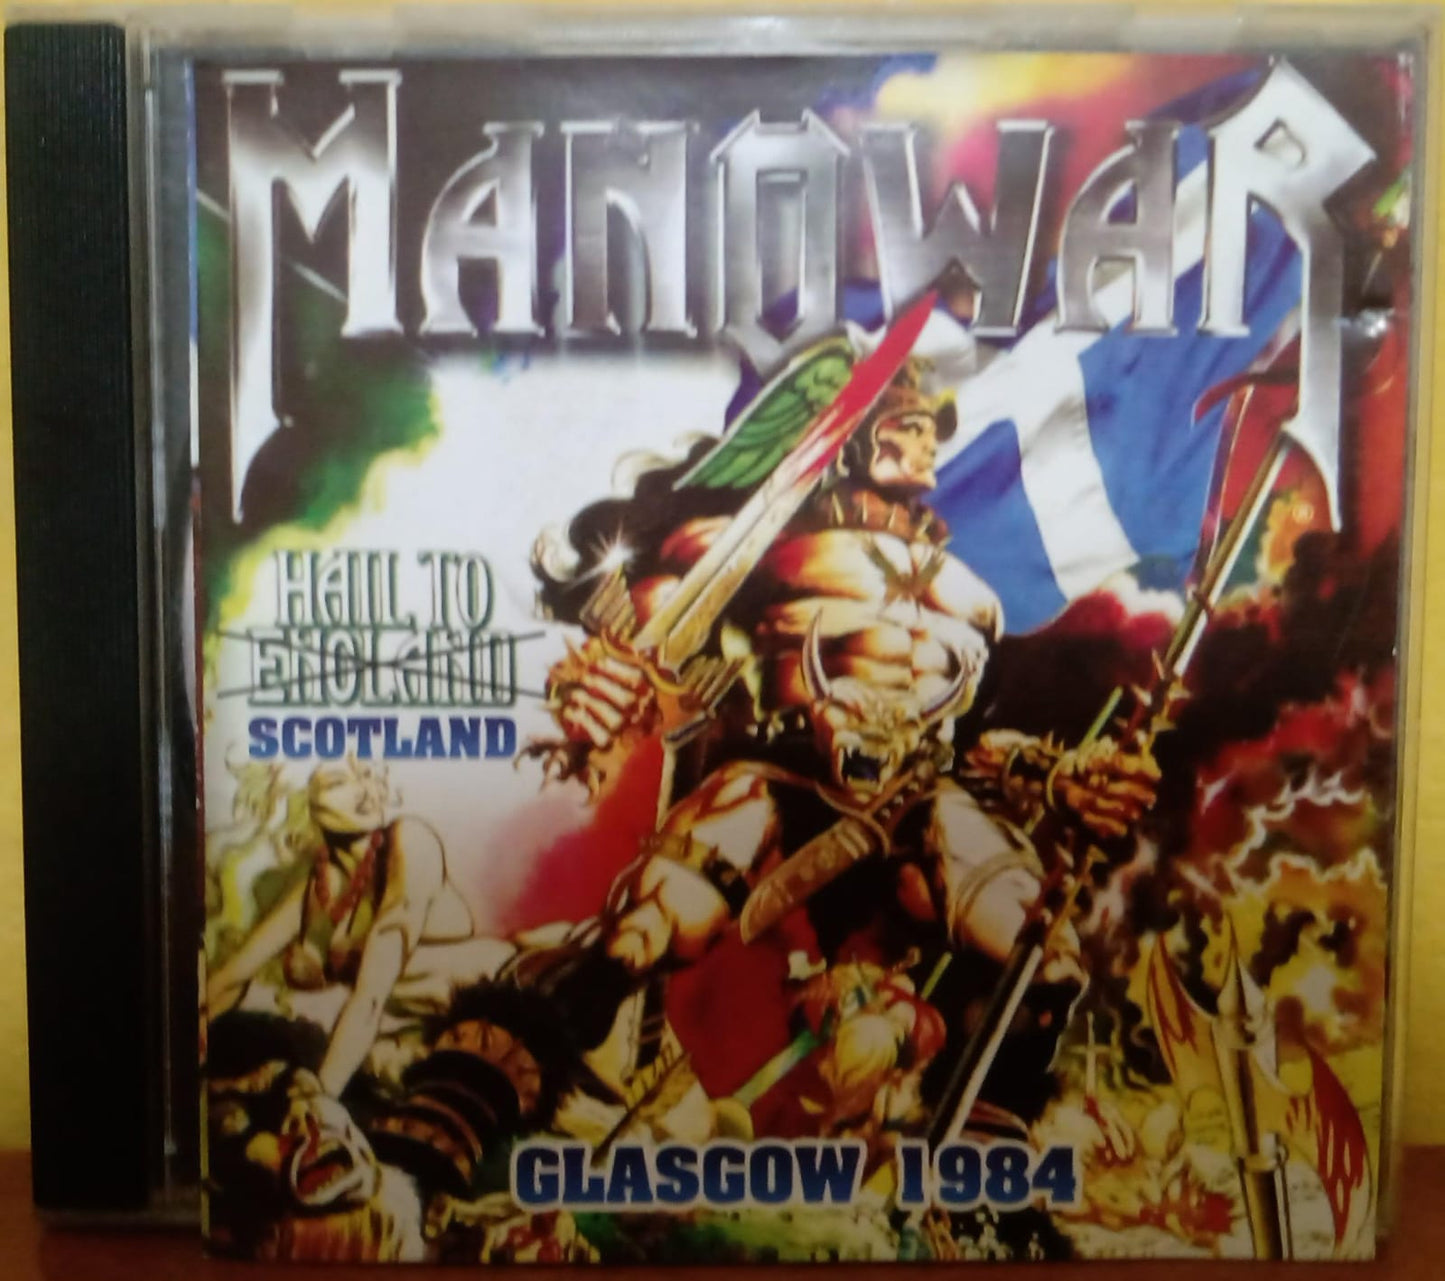 MANOWAR
HAIL TO
ENGLAND
SCOTLAND
GLASGOW 1984